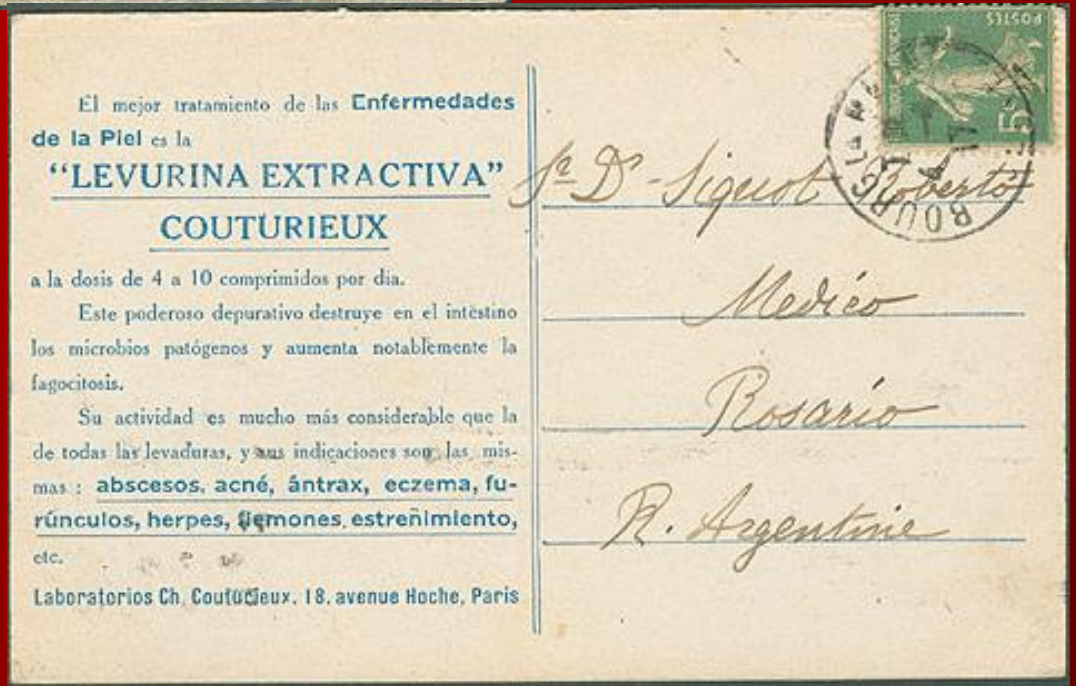 El mejor tratamiento de las Enfermedades
de la Piel es la
"LEVURINA EXTRACTIVA"
COUTURIEUX
a la dosis de 4 a 10 comprimidos por dia.
Este poderoso depurativo destruye en el intestino
los microbios patógenos y aumenta notablemente la
fagocitosis.
Su actividad es mucho más considerable que la
de todas las levaduras, y sus indicaciones son las mis-
mas : abscesos, acné, ántrax, eczema, fu-
rúnculos, herpes, flemones, estreñimiento,
etc.
Laboratorios Ch. Couturieux, 18, avenue Hoche, Paris
POSTES
5c
Sr Dr - Siquot Roberto
Medico
Rosario
R. Argentine